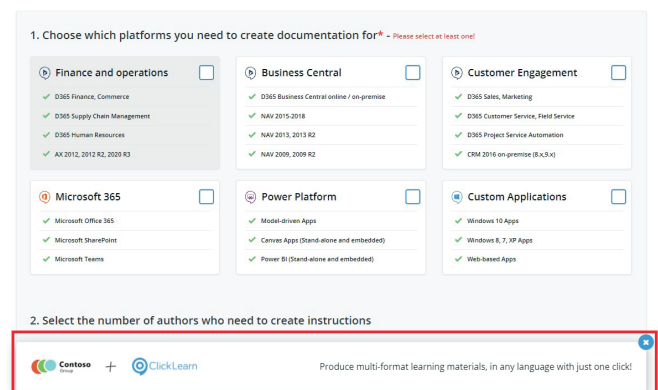 1. Choose which platforms you need to create documentation for* - Please select at least one!
Finance and operations
D365 Finance, Commerce
D365 Supply Chain Management
D365 Human Resources
AX 2012, 2012 R2, 2020 R3
Business Central
D365 Business Central online / on-premise
NAV 2015-2018
NAV 2013, 2013 R2
NAV 2009, 2009 R2
Customer Engagement
D365 Sales, Marketing
D365 Customer Service, Field Service
D365 Project Service Automation
CRM 2016 on-premise (8.x,9.x)
Microsoft 365
Microsoft Office 365
Microsoft SharePoint
Microsoft Teams
Power Platform
Model-driven Apps
Canvas Apps (Stand-alone and embedded)
Power BI (Stand-alone and embedded)
Custom Applications
Windows 10 Apps
Windows 8, 7, XP Apps
Web-based Apps
2. Select the number of authors who need to create instructions
Contoso
Group
+
ClickLearn
Produce multi-format learning materials, in any language with just one click!